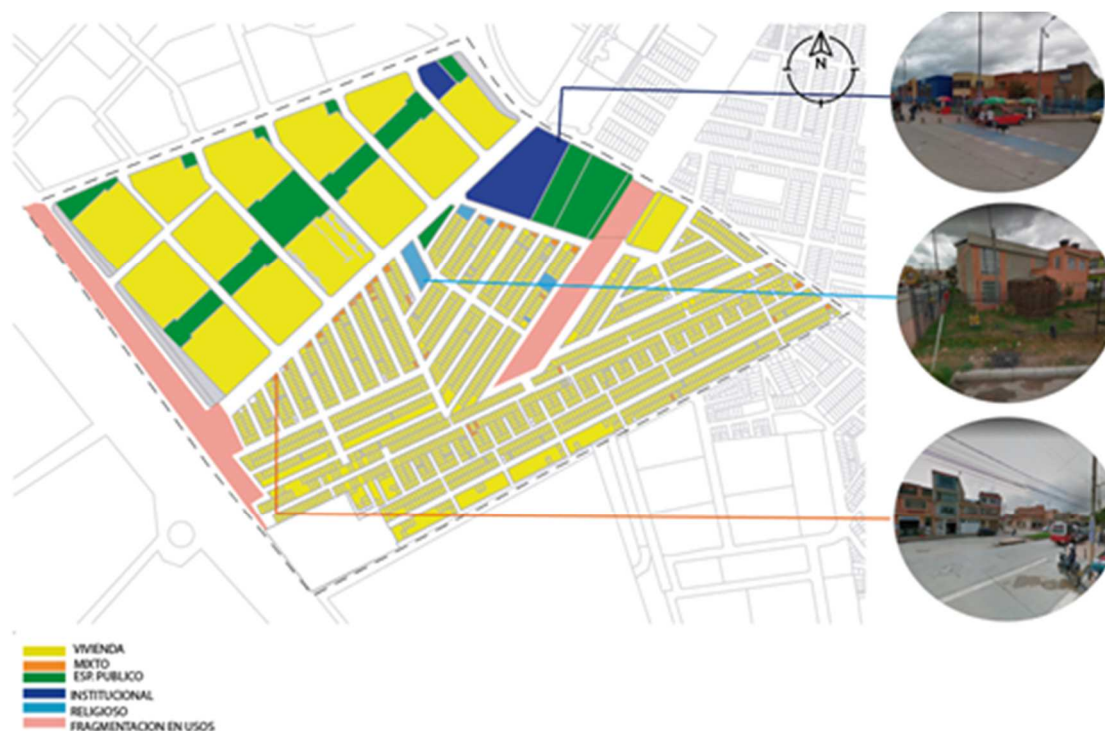 N
VIVIENDA
MIXTO
ESP. PUBLICO
INSTITUCIONAL
RELIGIOSO
FRAGMENTACION EN USOS